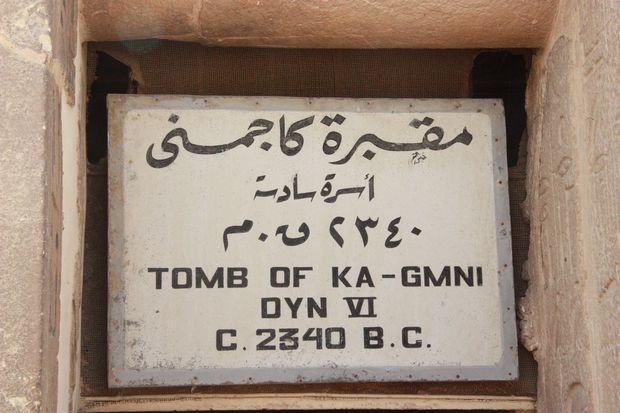 مقبرة كاجمنى
أسرة سادسة
٢٣٤٠ ق.م
TOMB OF KA-GMNI
DYN VI
C. 2340 B.C.